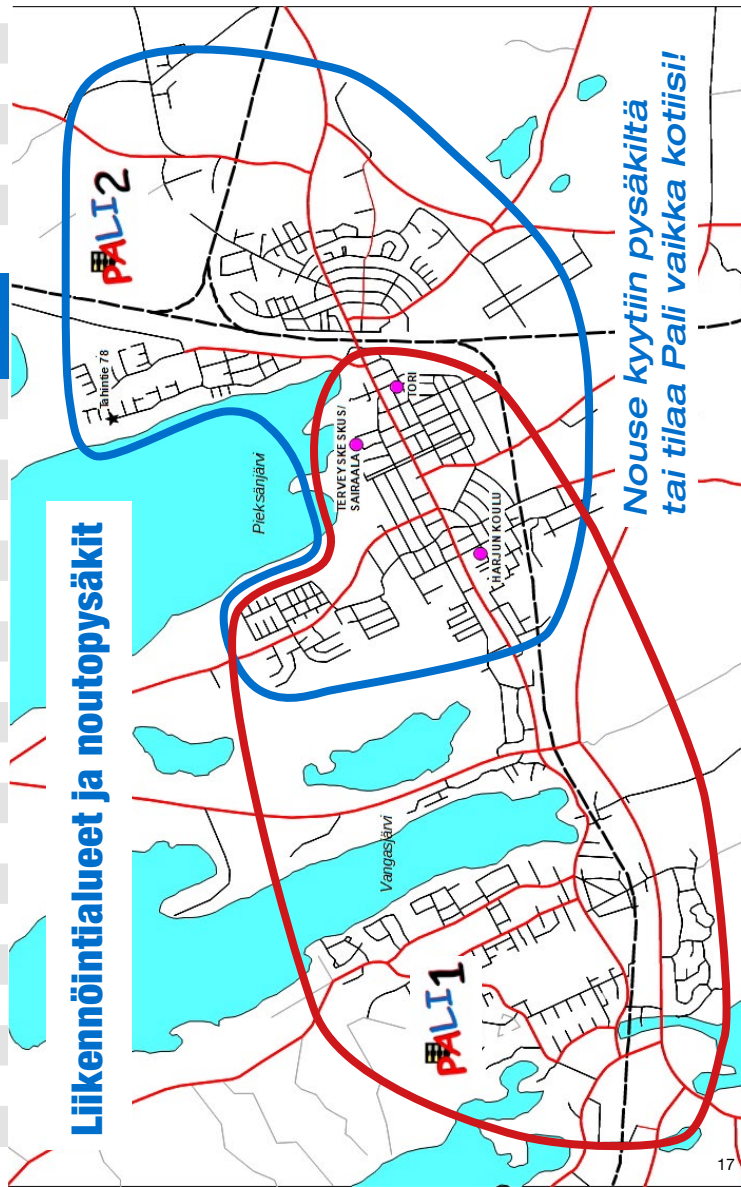 Liikennöintialueet ja noutopysäkit
PALI 2
Tahintie 78
Pieksänjärvi
TERVEYSKESKUS/
SAIRAALA
TORI
HARJUN KOULU
Vangasjärvi
PALI 1
Nouse kyytiin pysäkiltä
tai tilaa Pali vaikka kotiisi!
17